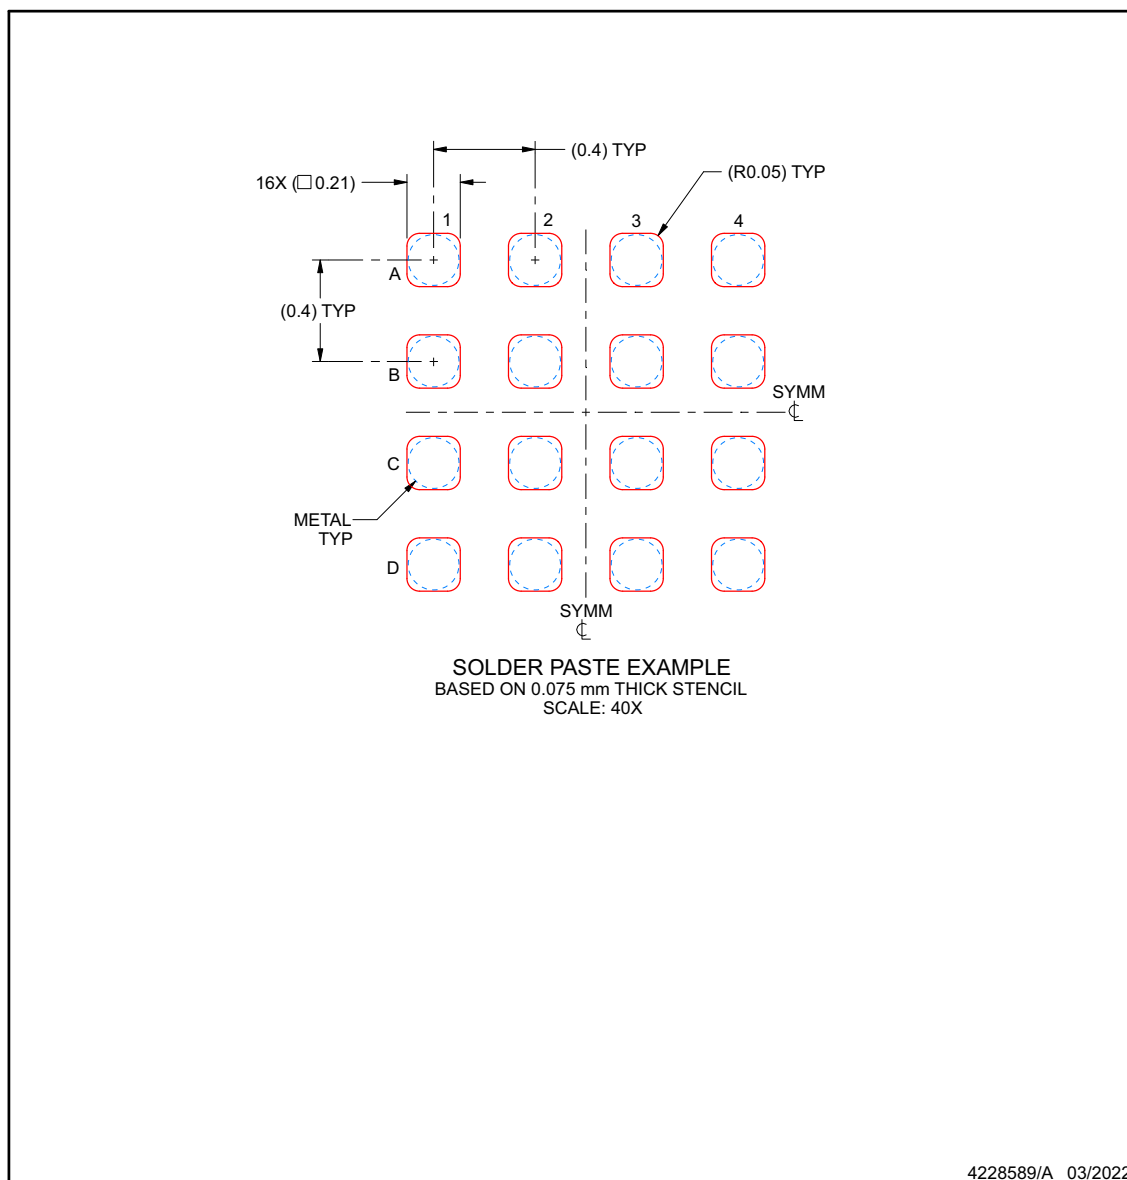 (0.4) TYP
16X (□ 0.21)
(R0.05) TYP
1 2 3 4
A
(0.4) TYP
B
SYMM
℄
C
METAL
TYP
D
SYMM
℄
SOLDER PASTE EXAMPLE
BASED ON 0.075 mm THICK STENCIL
SCALE: 40X
4228589/A 03/2022